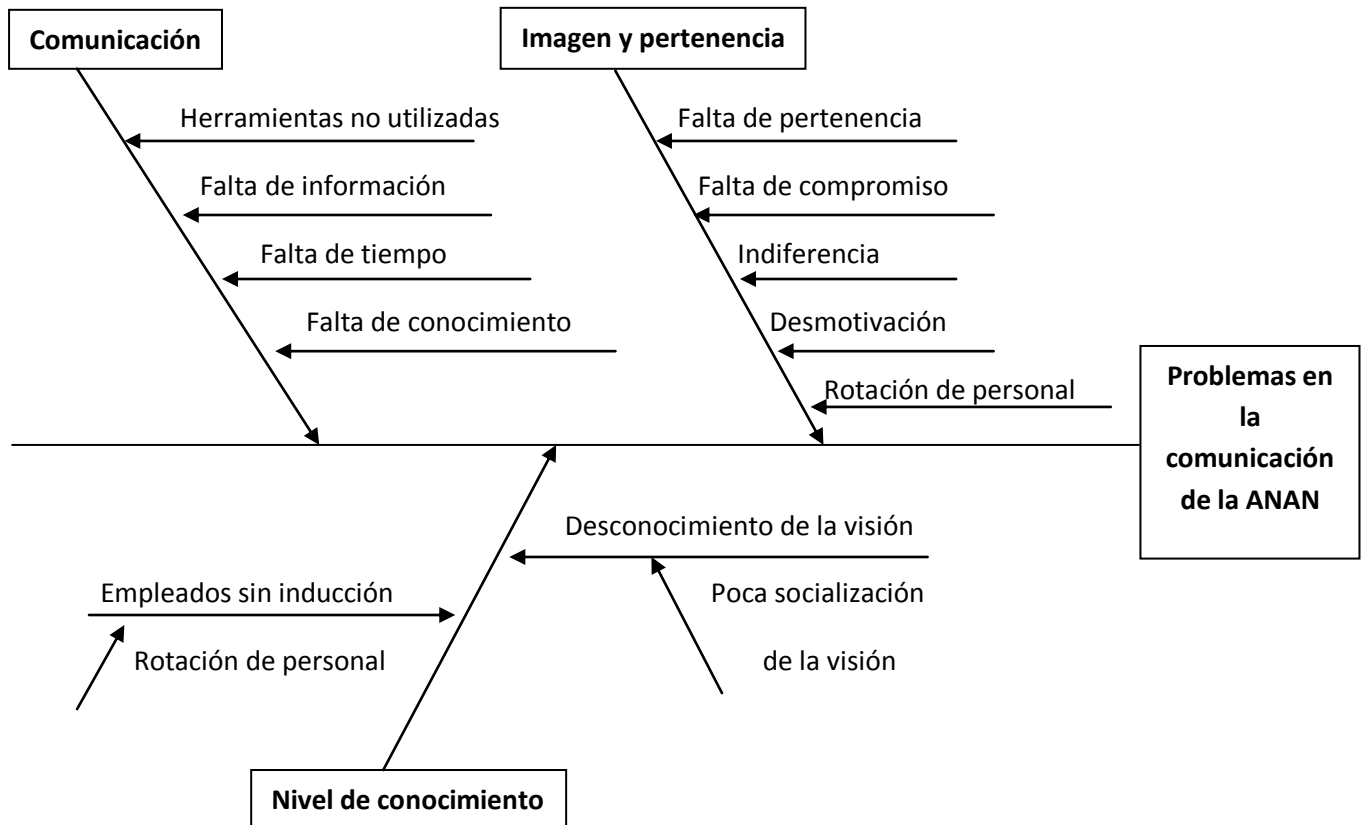 Comunicación
Imagen y pertenencia
Herramientas no utilizadas
Falta de pertenencia
Falta de información
Falta de compromiso
Falta de tiempo
Indiferencia
Falta de conocimiento
Desmotivación
Rotación de personal
Problemas en
la
comunicación
de la ANAN
Desconocimiento de la visión
Empleados sin inducción
Poca socialización
Rotación de personal
de la visión
Nivel de conocimiento